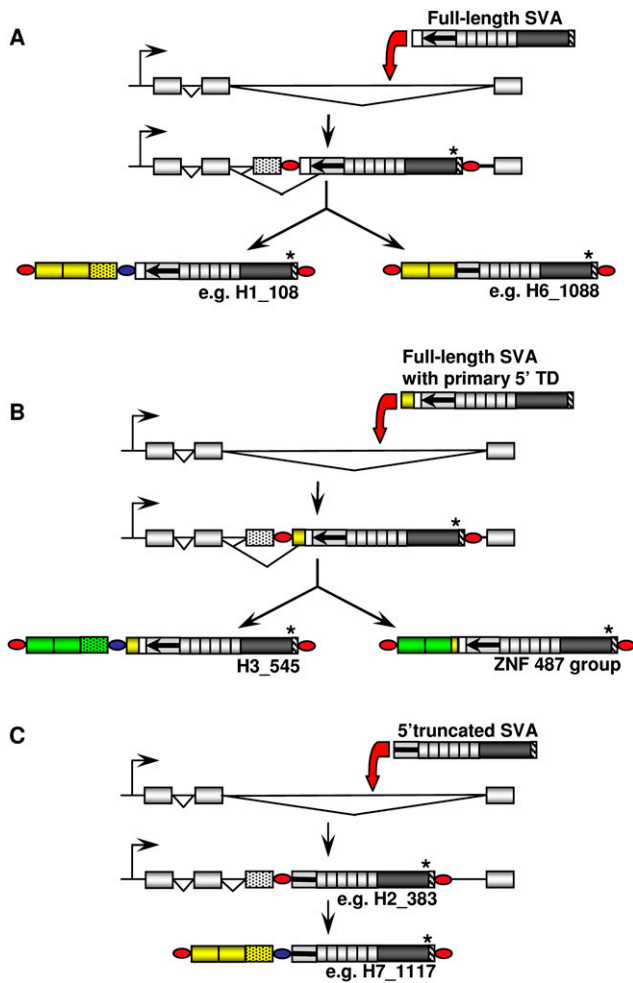 A
Full-length SVA
*
*
e.g. H1_108
*
e.g. H6_1088
B
Full-length SVA
with primary 5' TD
*
*
H3_545
*
ZNF 487 group
C
5'truncated SVA
*
e.g. H2_383
*
e.g. H7_1117